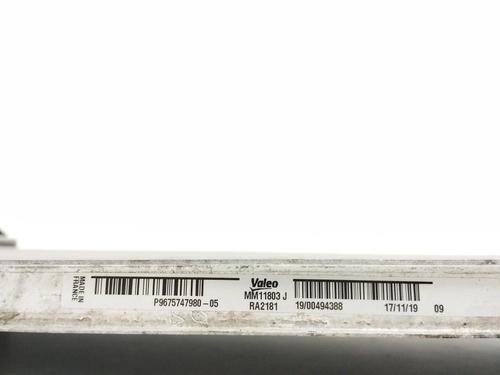 MADE IN
FRANCE
P9675747980-05
Valeo
MM11803 J
RA2181
19/00494388
17/11/19
09